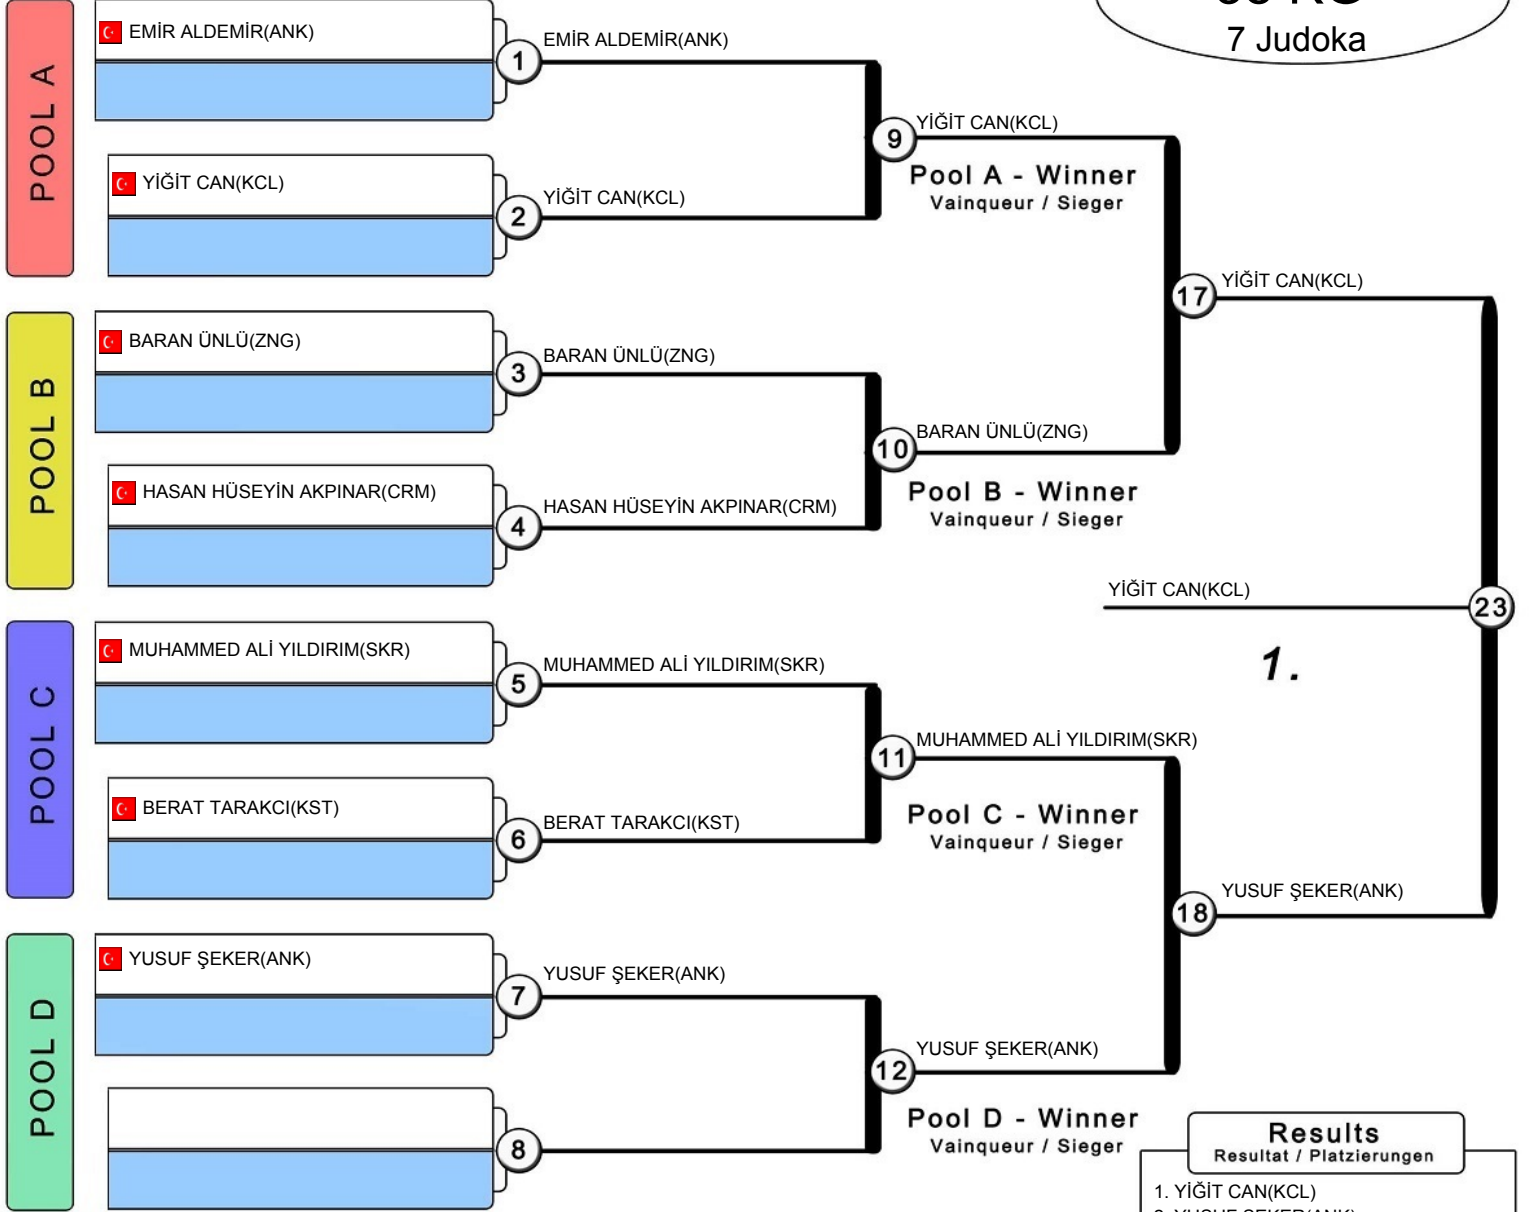 7 Judoka
POOL A
EMİR ALDEMİR(ANK)
1
EMİR ALDEMİR(ANK)
YİĞİT CAN(KCL)
2
YİĞİT CAN(KCL)
9
YİĞİT CAN(KCL)
Pool A - Winner
Vainqueur / Sieger
POOL B
BARAN ÜNLÜ(ZNG)
3
BARAN ÜNLÜ(ZNG)
HASAN HÜSEYİN AKPINAR(CRM)
4
HASAN HÜSEYİN AKPINAR(CRM)
10
BARAN ÜNLÜ(ZNG)
Pool B - Winner
Vainqueur / Sieger
17
YİĞİT CAN(KCL)
YİĞİT CAN(KCL)
23
1.
POOL C
MUHAMMED ALİ YILDIRIM(SKR)
5
MUHAMMED ALİ YILDIRIM(SKR)
BERAT TARAKCI(KST)
6
BERAT TARAKCI(KST)
11
MUHAMMED ALİ YILDIRIM(SKR)
Pool C - Winner
Vainqueur / Sieger
18
YUSUF ŞEKER(ANK)
POOL D
YUSUF ŞEKER(ANK)
7
YUSUF ŞEKER(ANK)
8
12
YUSUF ŞEKER(ANK)
Pool D - Winner
Vainqueur / Sieger
Results
Resultat / Platzierungen
1. YİĞİT CAN(KCL)
2. YUSUF ŞEKER(ANK)